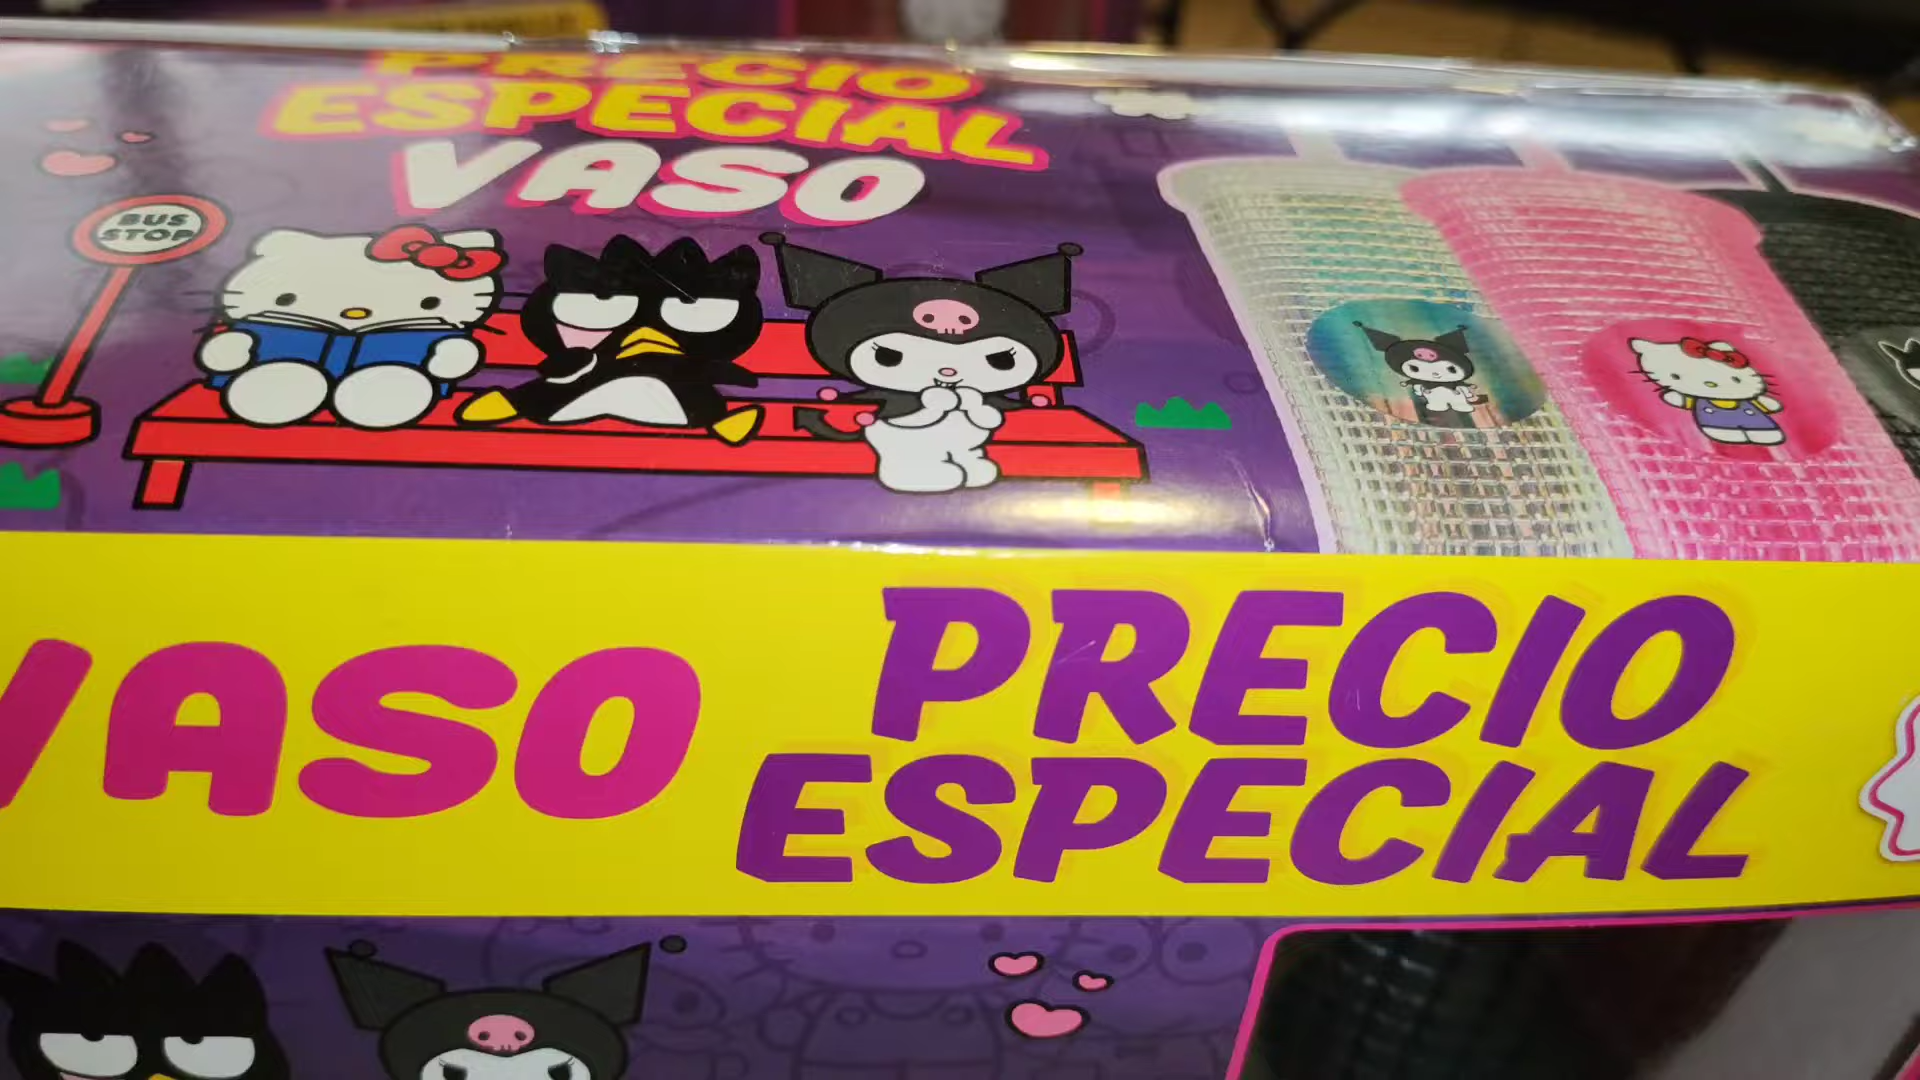 PRECIO
ESPECIAL
VASO
BUS
STOP
VASO
PRECIO
ESPECIAL